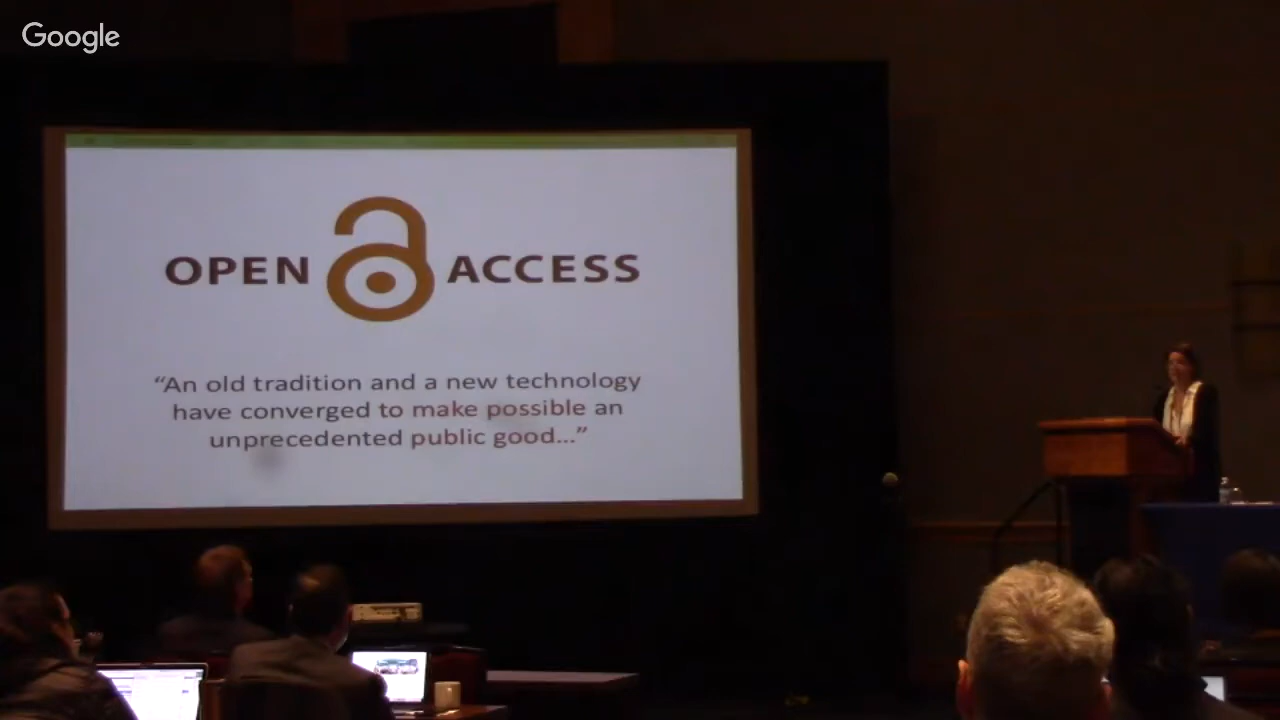 Google
OPEN ACCESS
“An old tradition and a new technology
have converged to make possible an
unprecedented public good...”